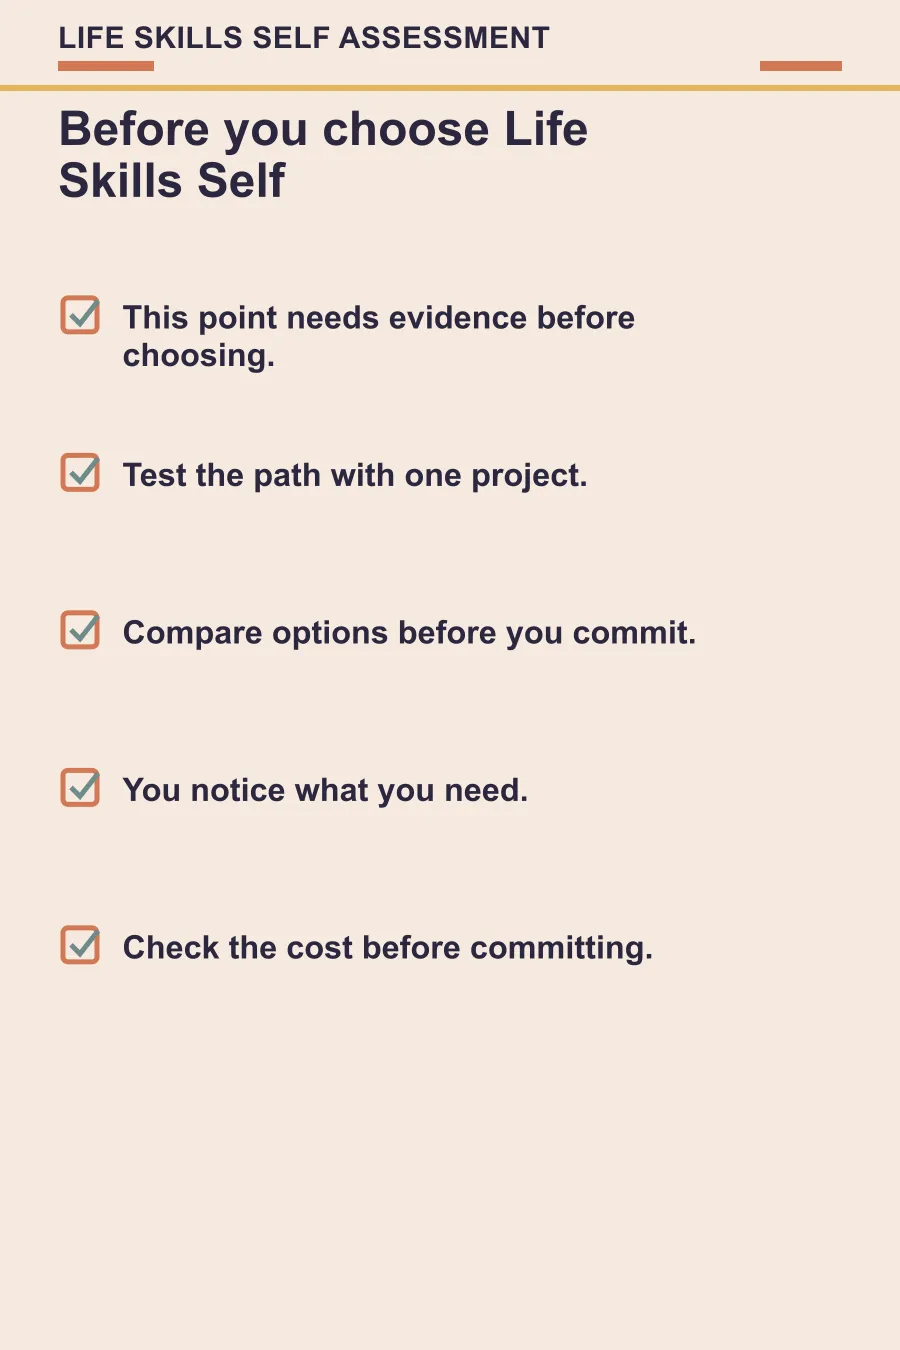 LIFE SKILLS SELF ASSESSMENT
Before you choose Life
Skills Self
This point needs evidence before
choosing.
Test the path with one project.
Compare options before you commit.
You notice what you need.
Check the cost before committing.